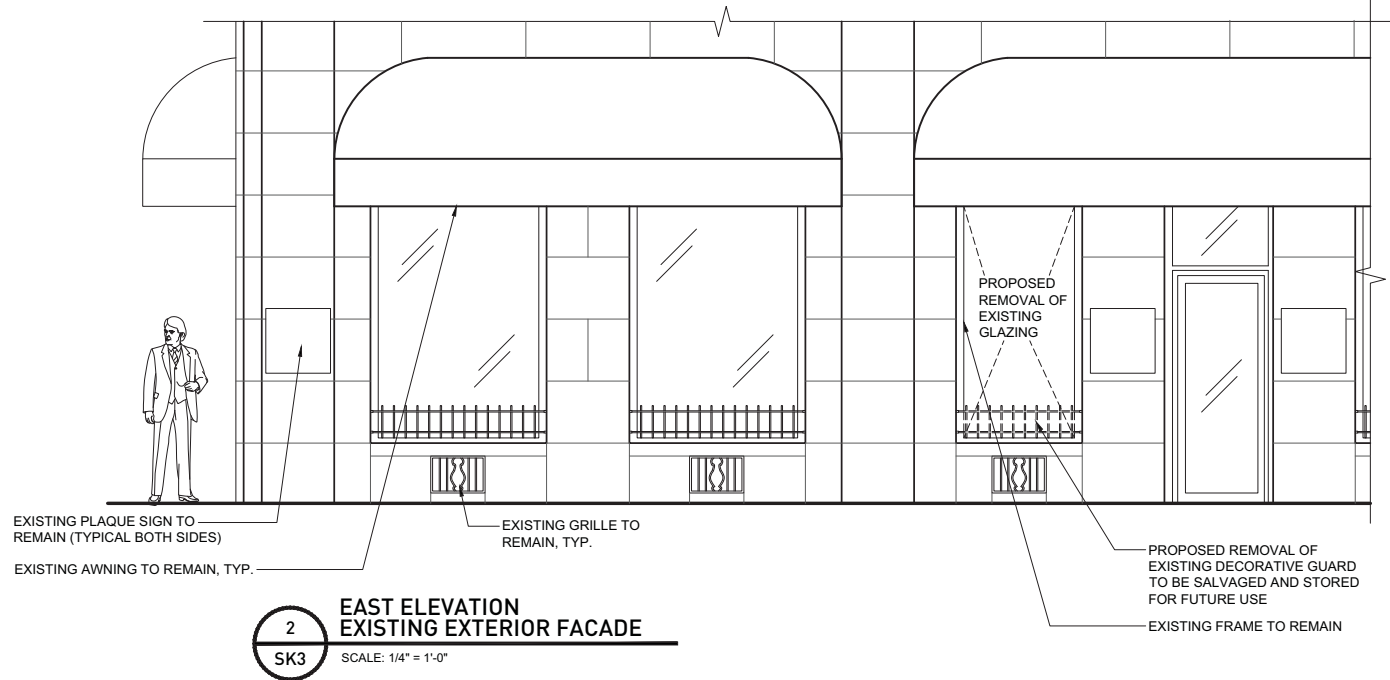 PROPOSED
REMOVAL OF
EXISTING
GLAZING
EXISTING PLAQUE SIGN TO
REMAIN (TYPICAL BOTH SIDES)
EXISTING AWNING TO REMAIN, TYP.
EXISTING GRILLE TO
REMAIN, TYP.
PROPOSED REMOVAL OF
EXISTING DECORATIVE GUARD
TO BE SALVAGED AND STORED
FOR FUTURE USE
EXISTING FRAME TO REMAIN
2
SK3
EAST ELEVATION
EXISTING EXTERIOR FACADE
SCALE: 1/4" = 1'-0"